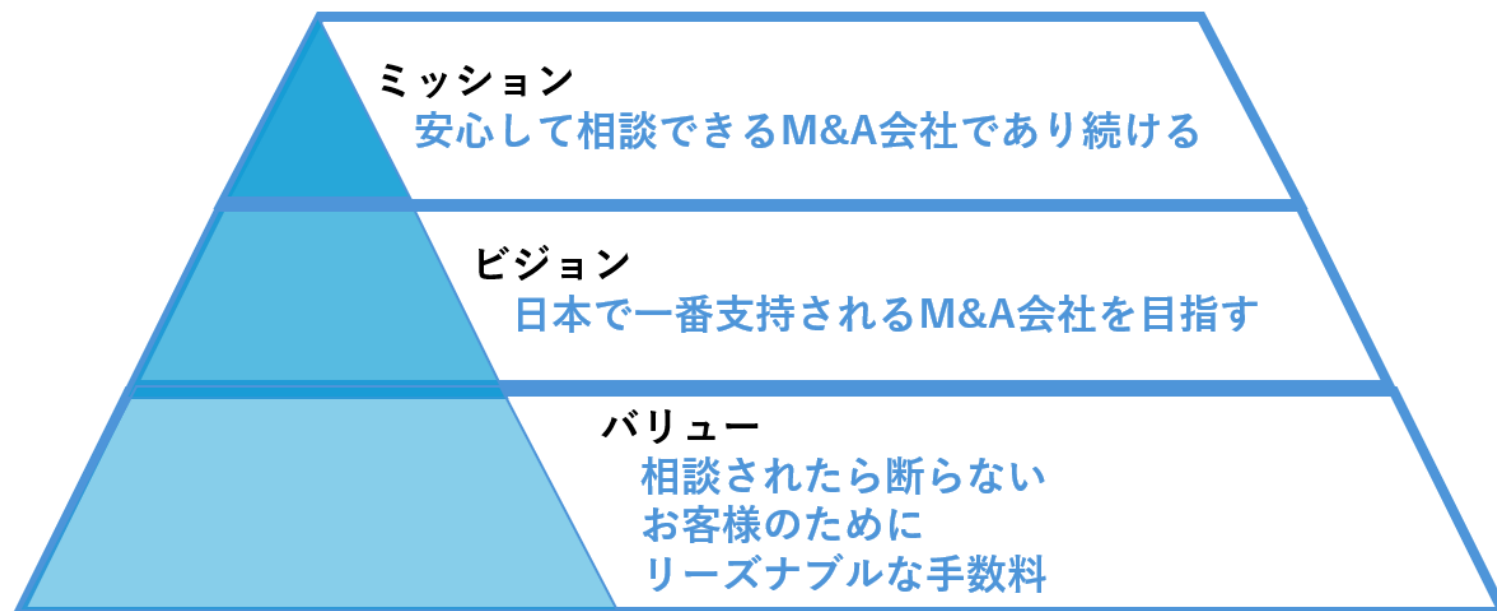 ミッション
安心して相談できるM&A会社であり続ける
ビジョン
日本で一番支持されるM&A会社を目指す
バリュー
相談されたら断らない
お客様のために
リーズナブルな手数料